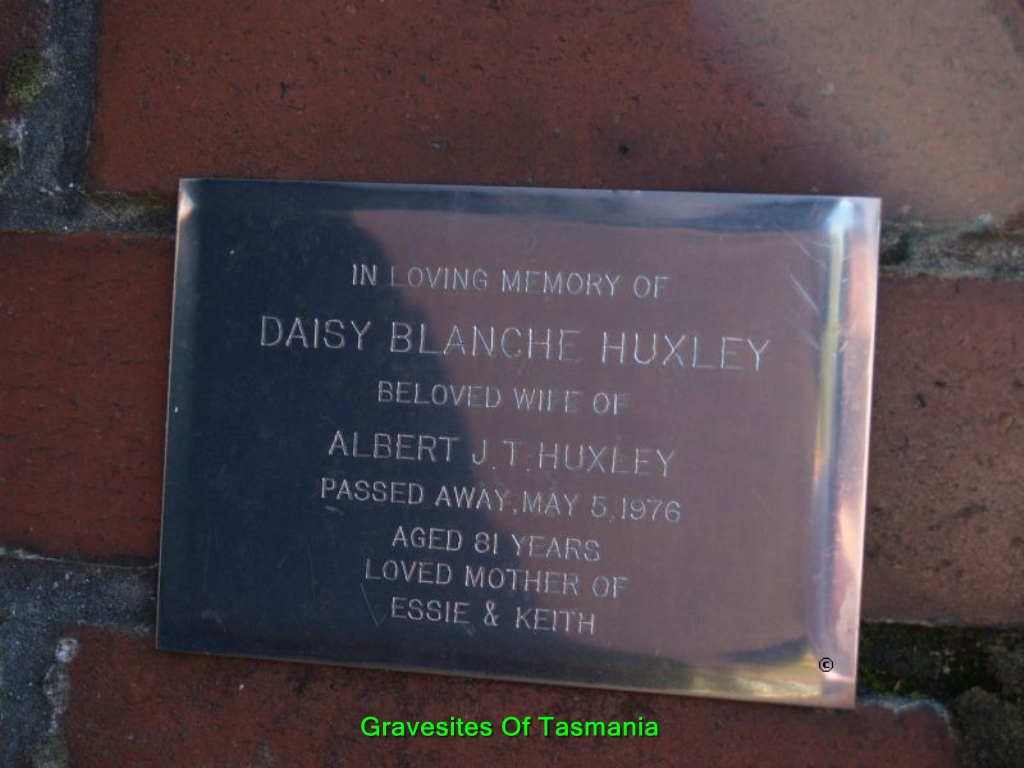 IN LOVING MEMORY OF
DAISY BLANCHE HUXLEY
BELOVED WIFE OF
ALBERT J. T. HUXLEY
PASSED AWAY, MAY 5, 1976
AGED 81 YEARS
LOVED MOTHER OF
ESSIE & KEITH
©
Gravesites Of Tasmania